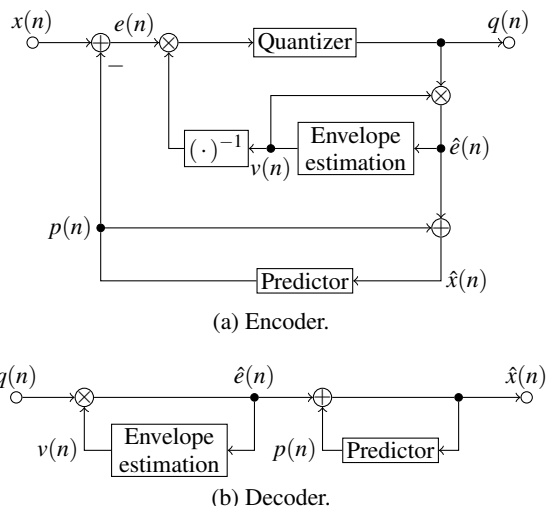 x(n) e(n) Quantizer q(n)
−
(·)⁻¹ v(n) Envelope estimation ê(n)
p(n)
Predictor x̂(n)
(a) Encoder.
q(n) ê(n) x̂(n)
v(n) Envelope estimation p(n) Predictor
(b) Decoder.